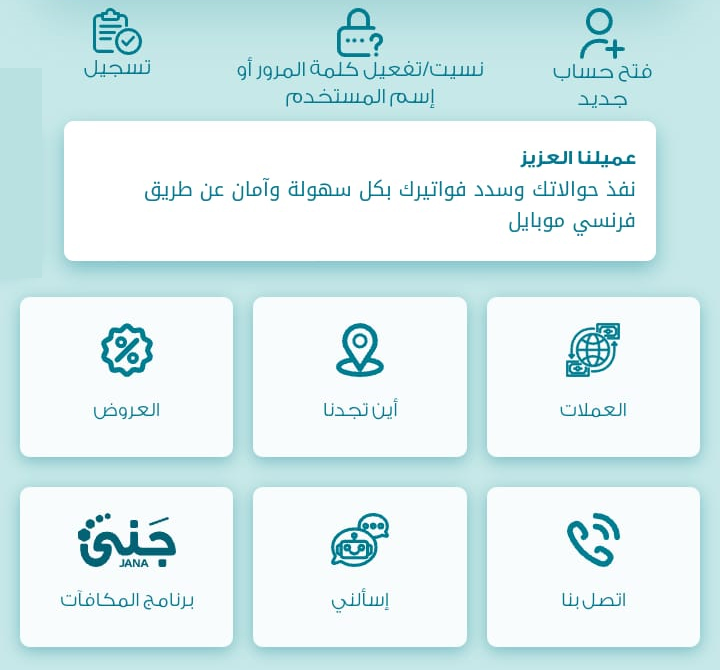 فتح حساب
جديد
نسيت/تفعيل كلمة المرور أو
إسم المستخدم
تسجيل
عميلنا العزيز
نفذ حوالاتك وسدد فواتيرك بكل سهولة وآمان عن طريق
فرنسي موبايل
العملات
أين تجدنا
العروض
اتصل بنا
إسألني
جَنى
JANA
برنامج المكافآت